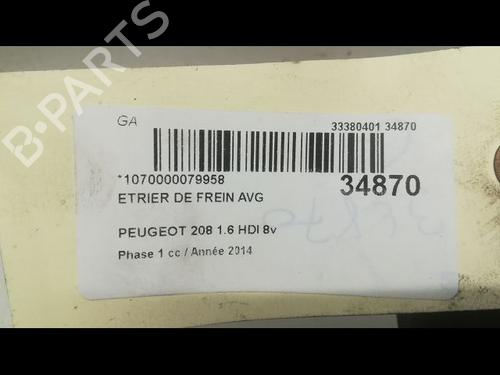 B-PARTS
GA
33380401 34870
*1070000079958
34870
ETRIER DE FREIN AVG
PEUGEOT 208 1.6 HDI 8v
Phase 1 cc / Année 2014
34870